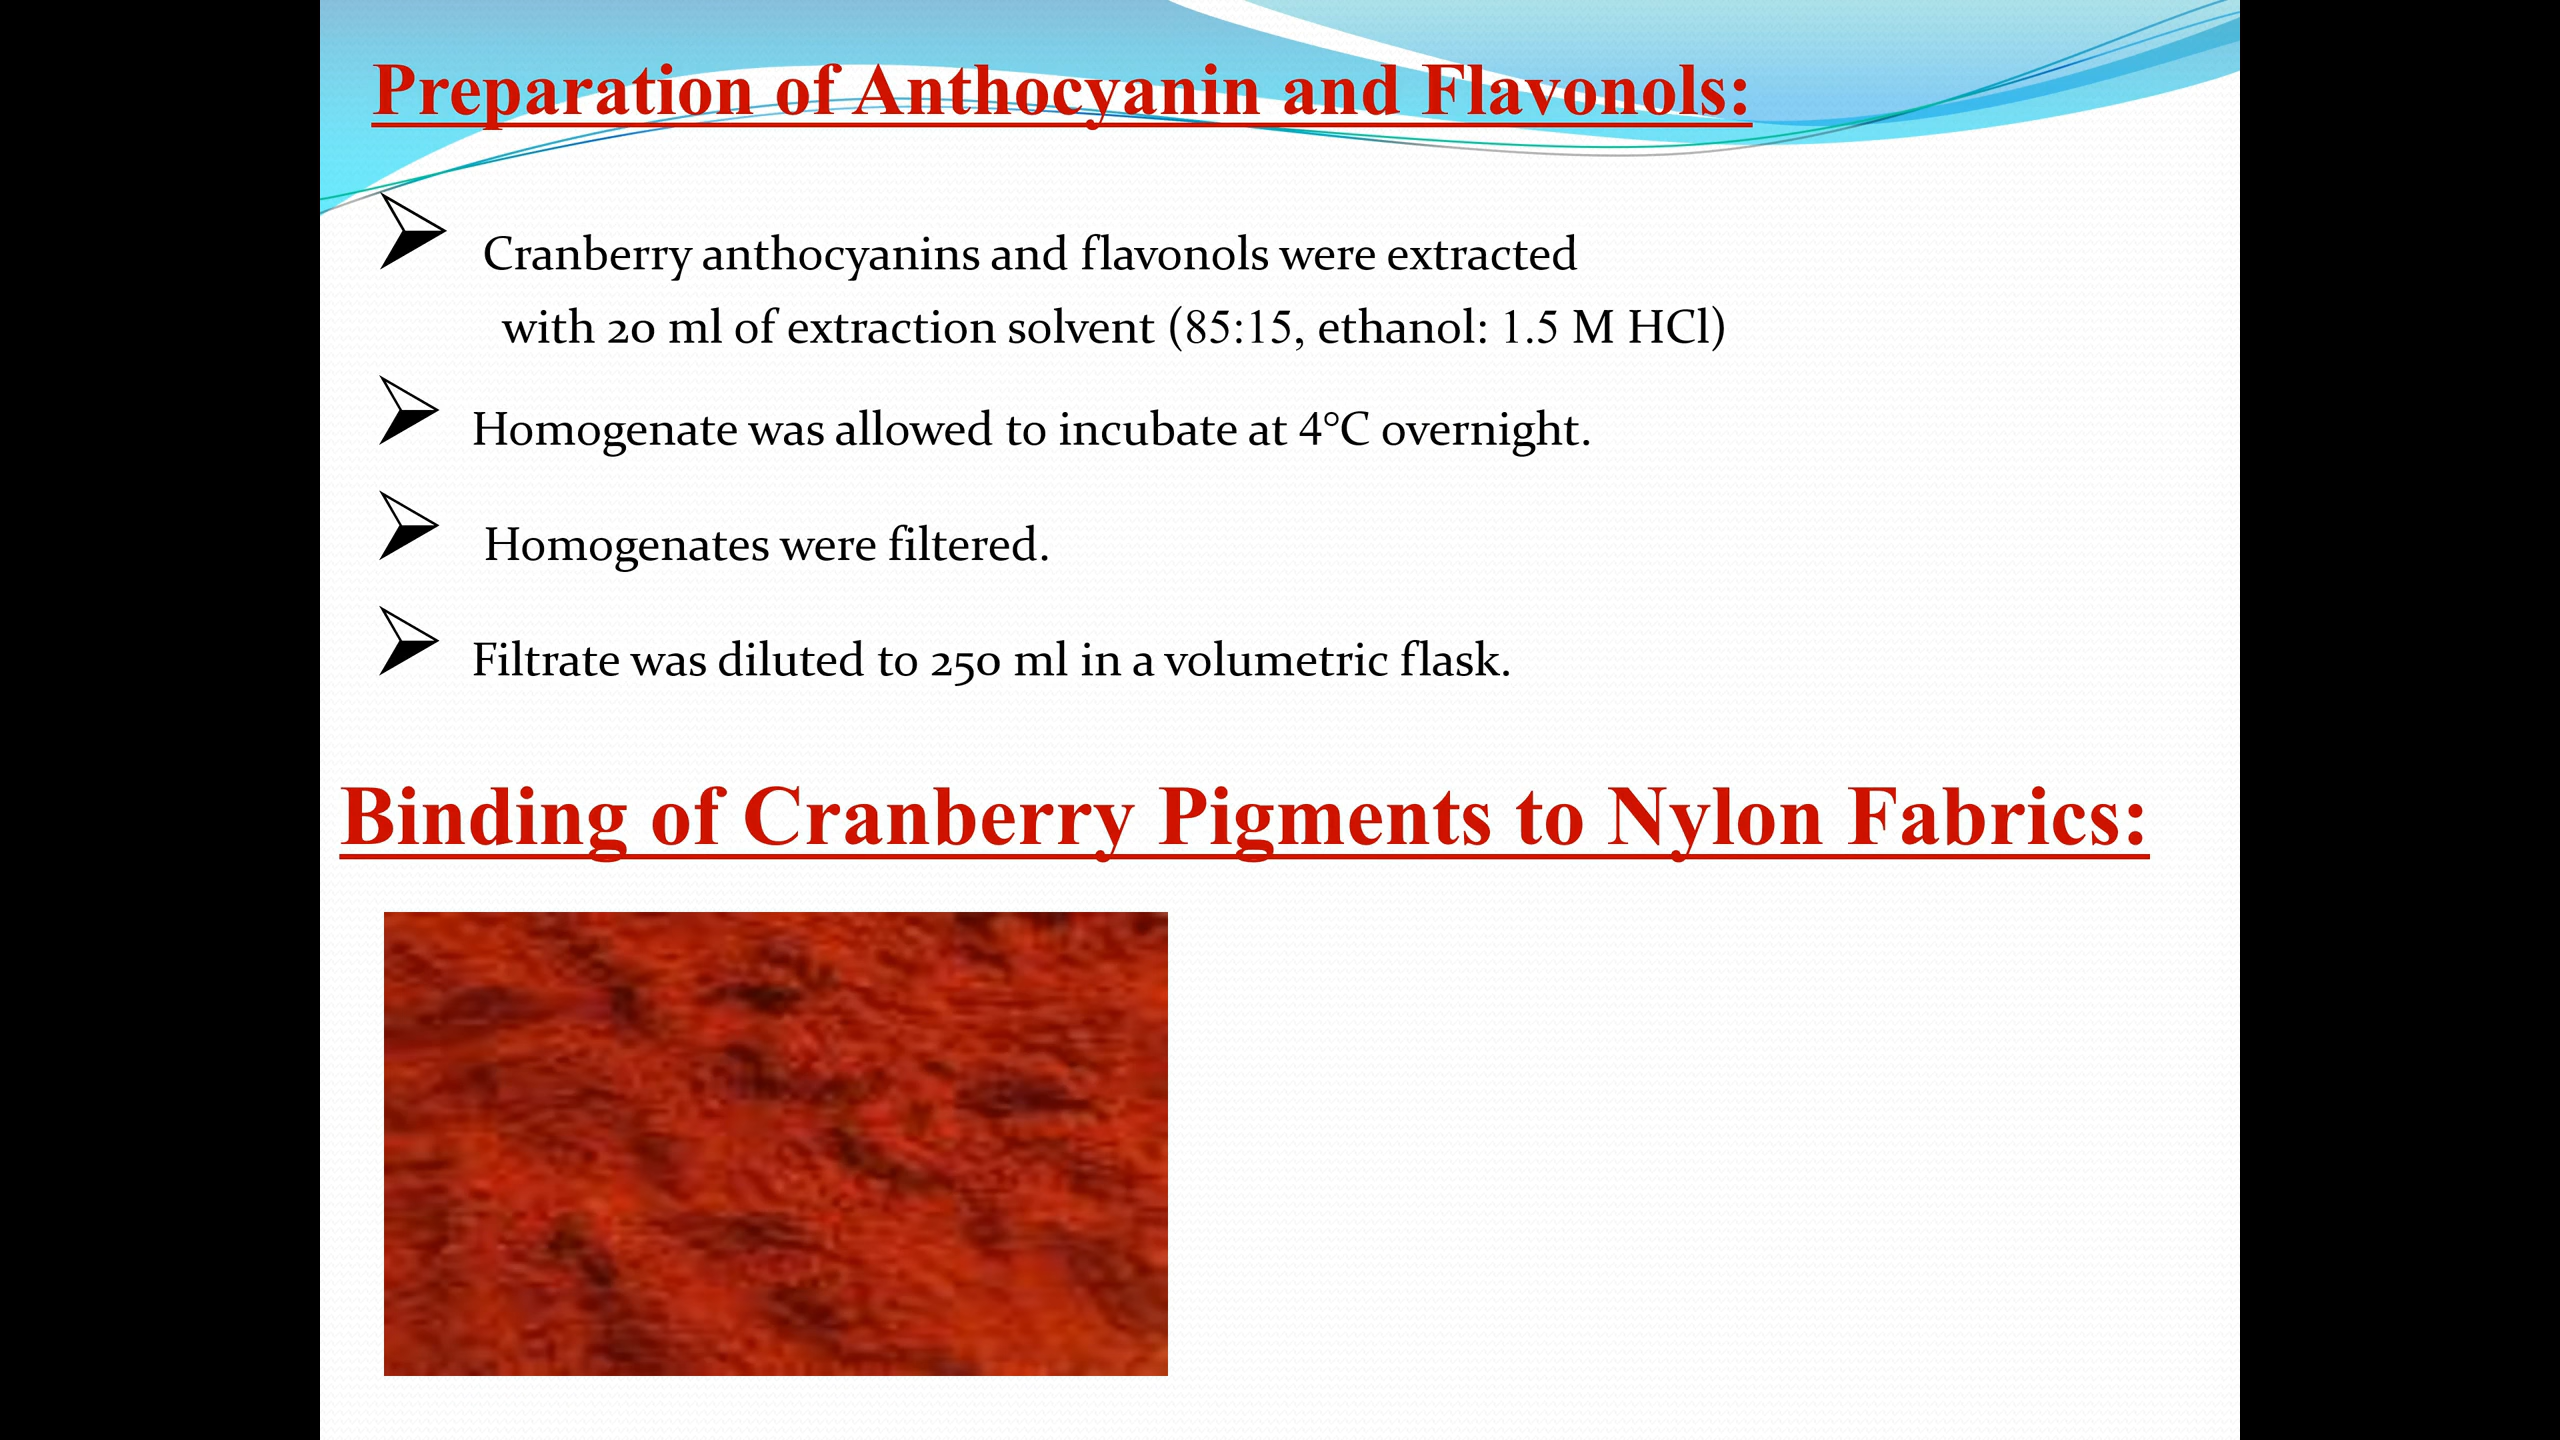 Preparation of Anthocyanin and Flavonols:
Cranberry anthocyanins and flavonols were extracted
with 20 ml of extraction solvent (85:15, ethanol: 1.5 M HCl)
Homogenate was allowed to incubate at 4°C overnight.
Homogenates were filtered.
Filtrate was diluted to 250 ml in a volumetric flask.
Binding of Cranberry Pigments to Nylon Fabrics: